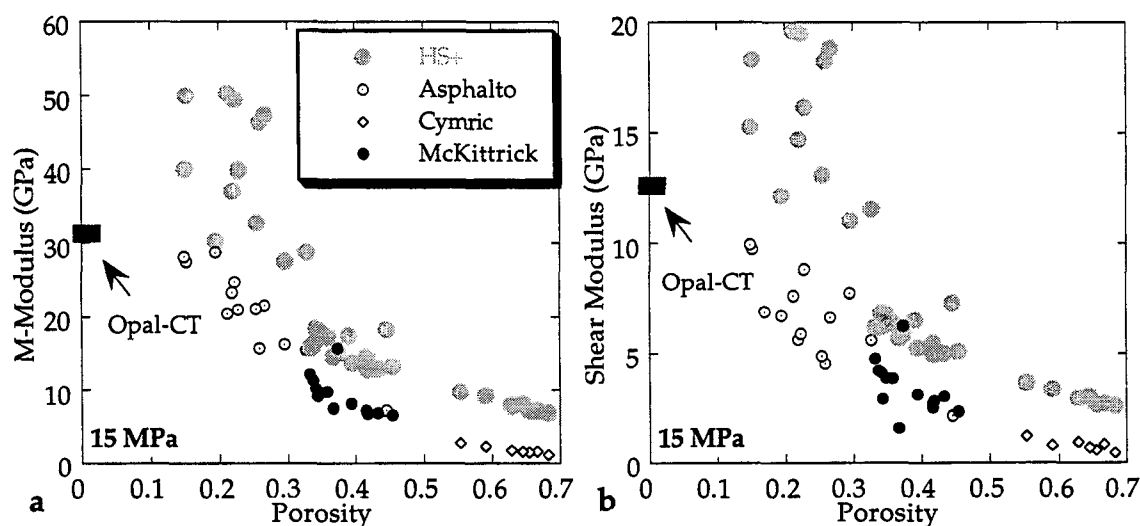 60
50
40
30
20
10
0
M-Modulus (GPa)
HS+
Asphalto
Cymric
McKittrick
Opal-CT
15 MPa
0 0.1 0.2 0.3 0.4 0.5 0.6 0.7
a
Porosity
20
15
10
5
0
Shear Modulus (GPa)
Opal-CT
15 MPa
0 0.1 0.2 0.3 0.4 0.5 0.6 0.7
b
Porosity